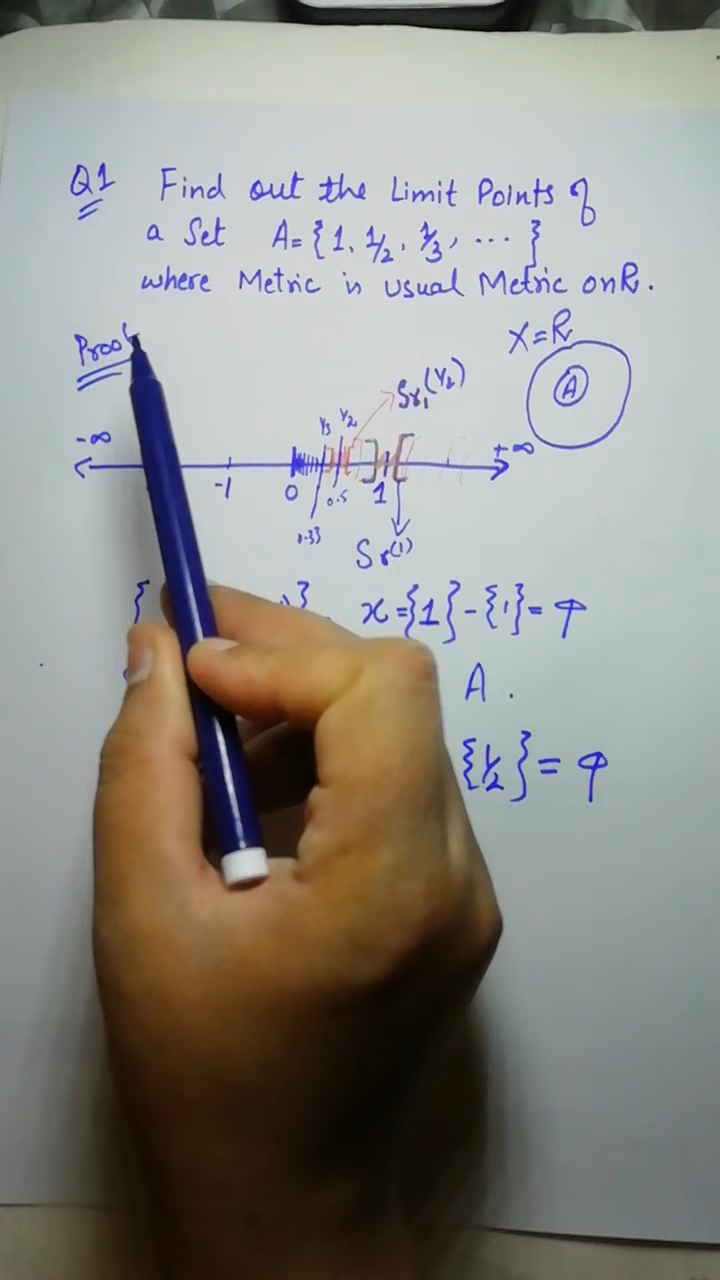 Q1 Find out the Limit Points of
a Set A = {1, 1/2, 1/3, ... }
where Metric is usual Metric on R.
Proof
X = R
A
Sr₁(1/2)
1/3 1/2
-∞ +∞
-1 0 0.5 1
0.33
Sr(1)
{ } x = {1} - {1} = φ
A .
{1/2} = φ